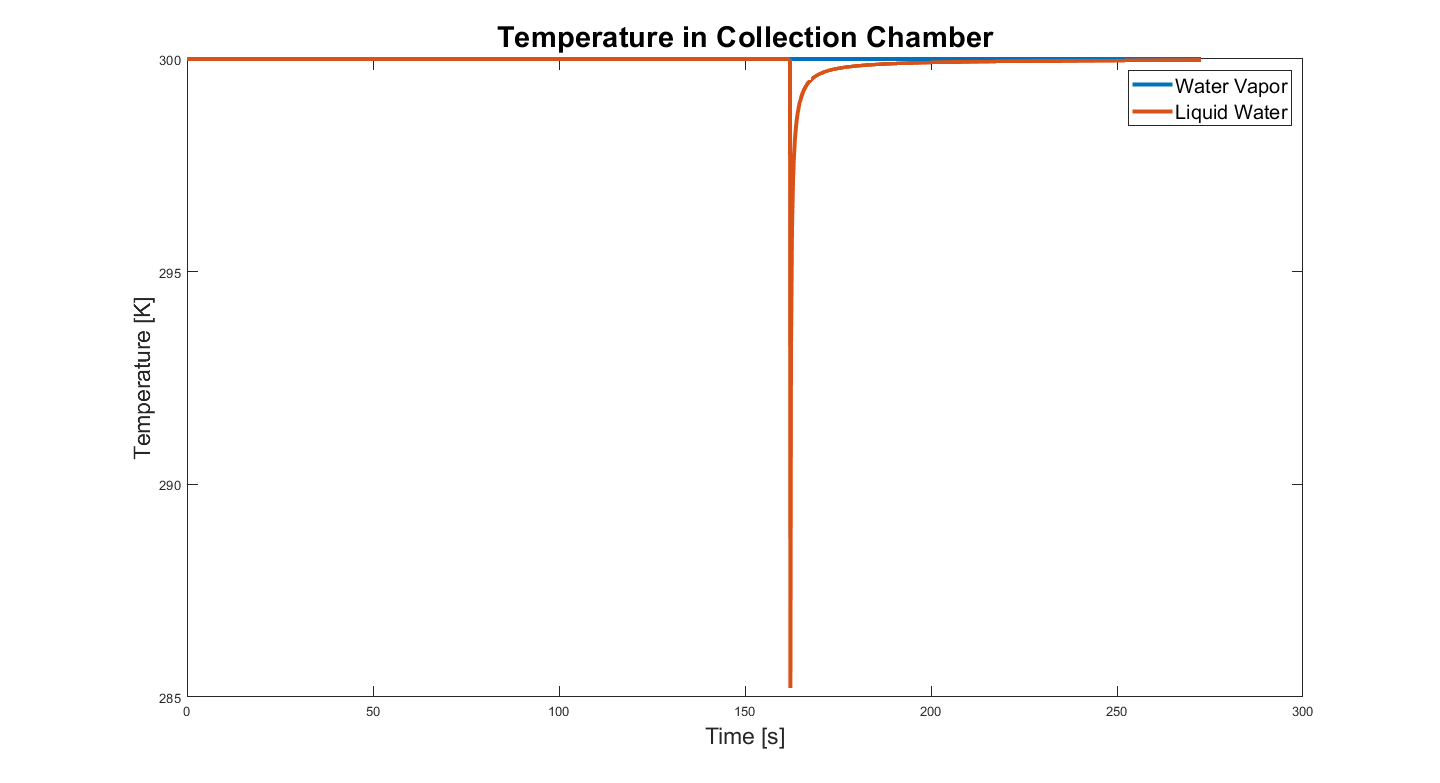 Temperature in Collection Chamber
300
295
290
285
Temperature [K]
Water Vapor
Liquid Water
0 50 100 150 200 250 300
Time [s]